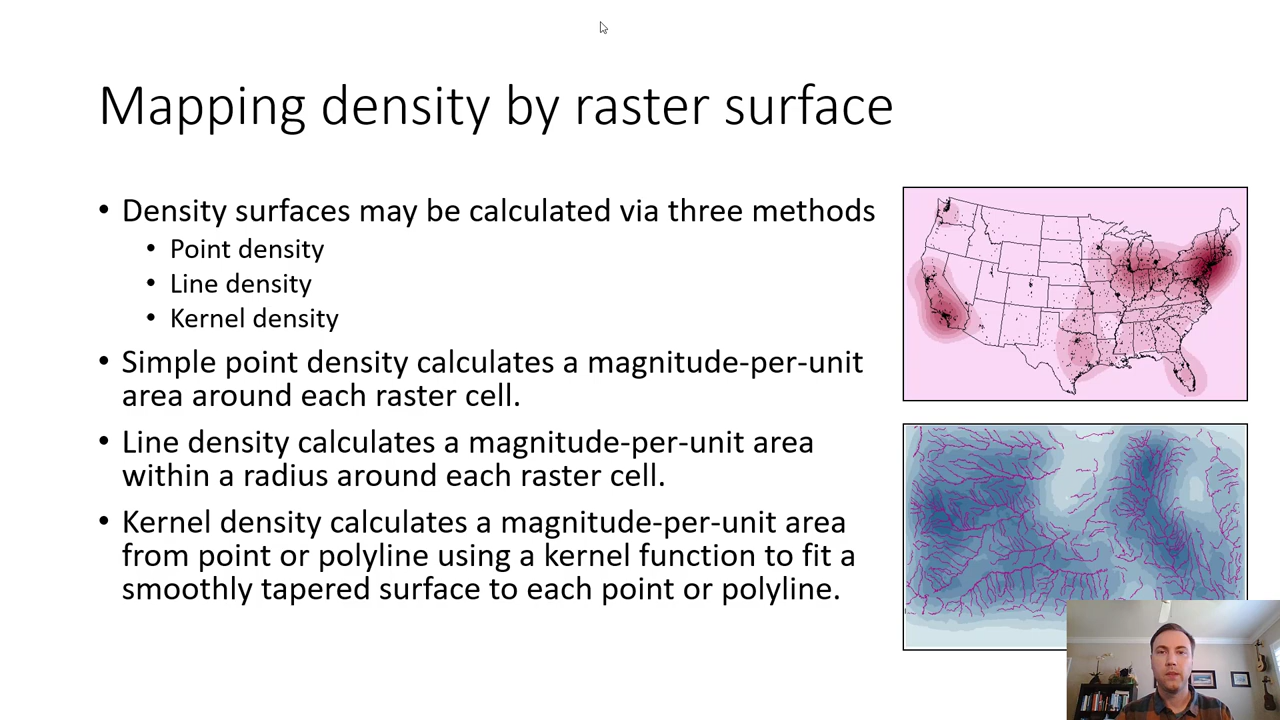 Mapping density by raster surface
• Density surfaces may be calculated via three methods
• Point density
• Line density
• Kernel density
• Simple point density calculates a magnitude-per-unit
area around each raster cell.
• Line density calculates a magnitude-per-unit area
within a radius around each raster cell.
• Kernel density calculates a magnitude-per-unit area
from point or polyline using a kernel function to fit a
smoothly tapered surface to each point or polyline.